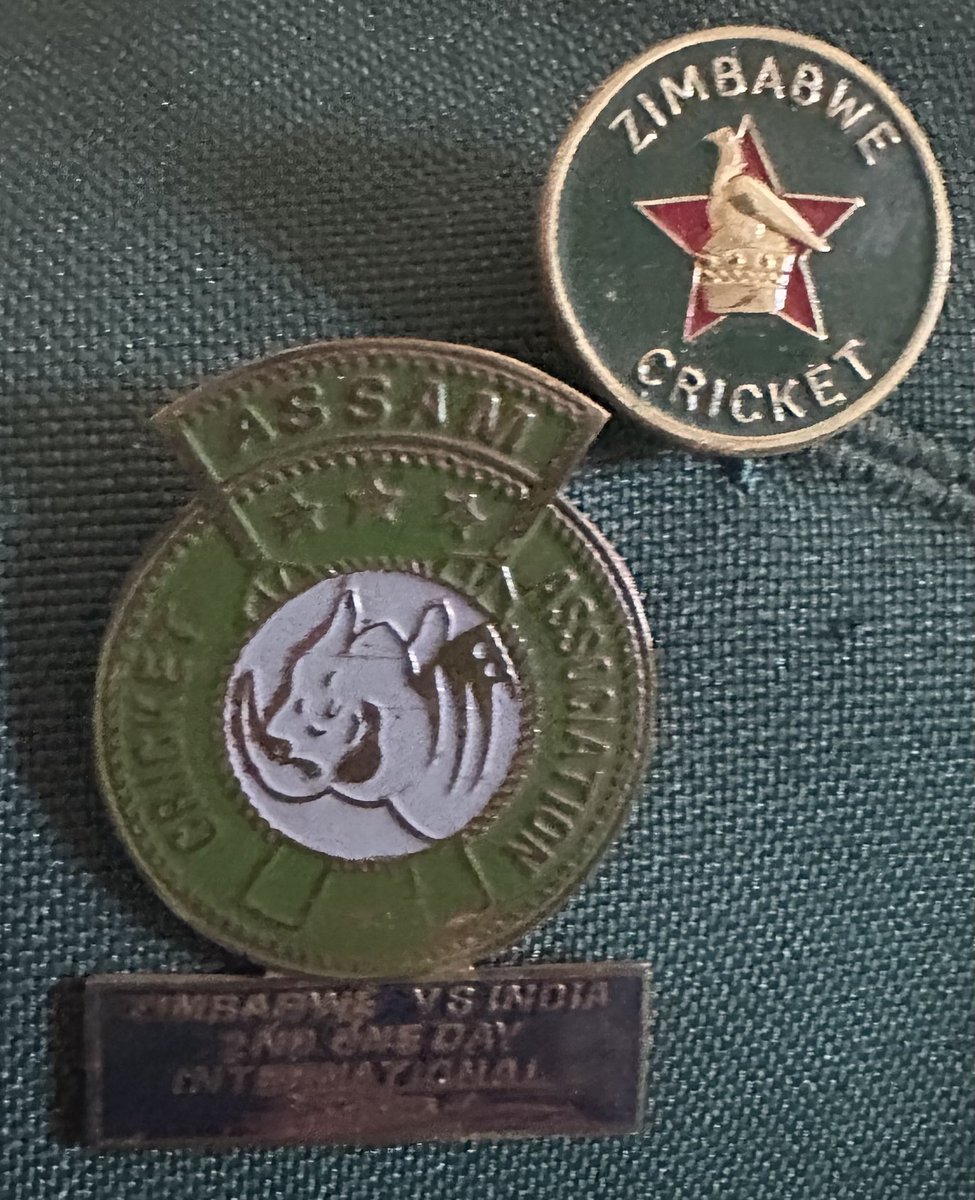 ZIMBABWE
CRICKET
ASSAM
CRICKET ASSOCIATION
ZIMBABWE VS INDIA
2ND ONE DAY
INTERNATIONAL